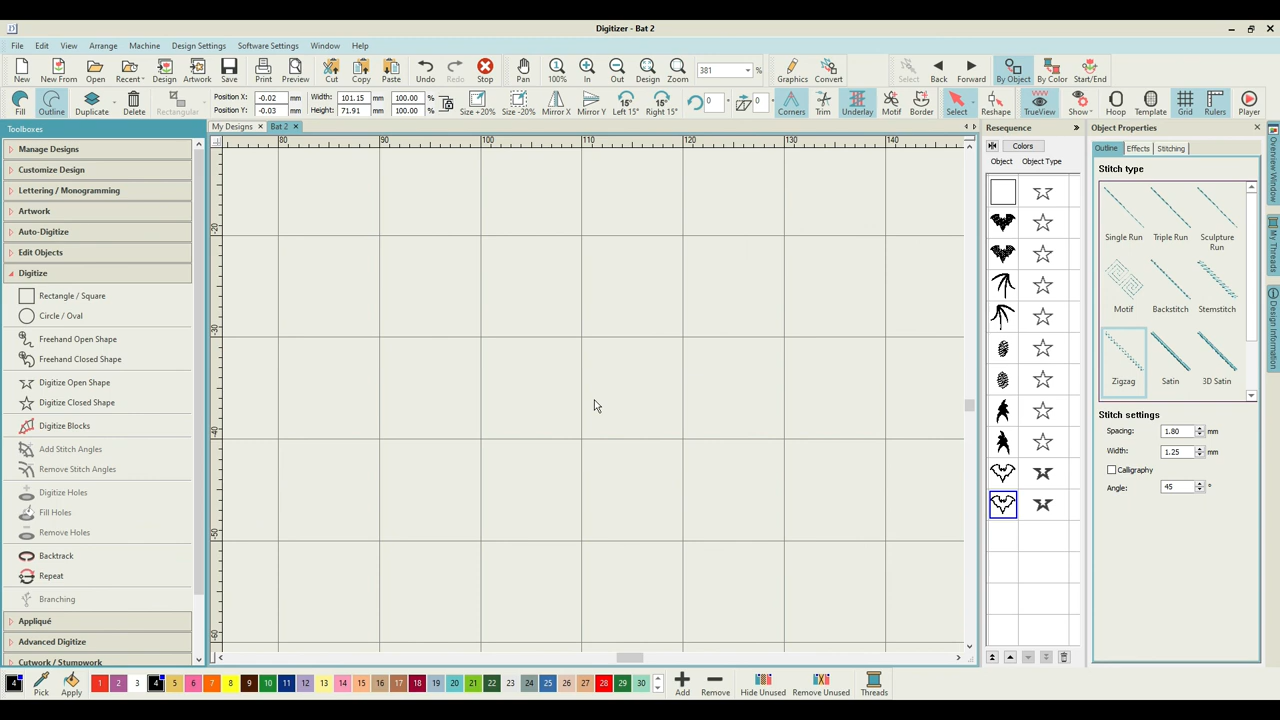 Digitizer - Bat 2
File Edit View Arrange Machine Design Settings Software Settings Window Help
New New From Open Recent Design Artwork Save Print Preview Cut Copy Paste Undo Redo Stop Pan 100% In Out Design Zoom 381 % Graphics Convert Select Back Forward By Object By Color Start/End
Fill Outline Duplicate Delete Rectangular Position X: -0.02 mm Width: 101.15 mm 100.00 % Size +20% Size -20% Mirror X Mirror Y Left 15° Right 15° 0 ° 0 ° Corners Trim Underlay Motif Border Select Reshape TrueView Show Hoop Template Grid Rulers Player
Position Y: -0.03 mm Height: 71.91 mm 100.00 %
Toolboxes
My Designs Bat 2
Manage Designs
Customize Design
Lettering / Monogramming
Artwork
Auto-Digitize
Edit Objects
Digitize
Rectangle / Square
Circle / Oval
Freehand Open Shape
Freehand Closed Shape
Digitize Open Shape
Digitize Closed Shape
Digitize Blocks
Add Stitch Angles
Remove Stitch Angles
Digitize Holes
Fill Holes
Remove Holes
Backtrack
Repeat
Branching
Appliqué
Advanced Digitize
Cutwork / Stumpwork
80 90 100 110 120 130 140
-20
-30
-40
-50
-60
Resequence
Colors
Object Object Type
Object Properties
Outline Effects Stitching
Stitch type
Single Run Triple Run Sculpture Run
Motif Backstitch Stemstitch
Zigzag Satin 3D Satin
Stitch settings
Spacing: 1.80 mm
Width: 1.25 mm
Calligraphy
Angle: 45 °
Overview Window
My Threads
Design Information
4 Pick Apply 1 2 3 4 5 6 7 8 9 10 11 12 13 14 15 16 17 18 19 20 21 22 23 24 25 26 27 28 29 30 Add Remove Hide Unused Remove Unused Threads